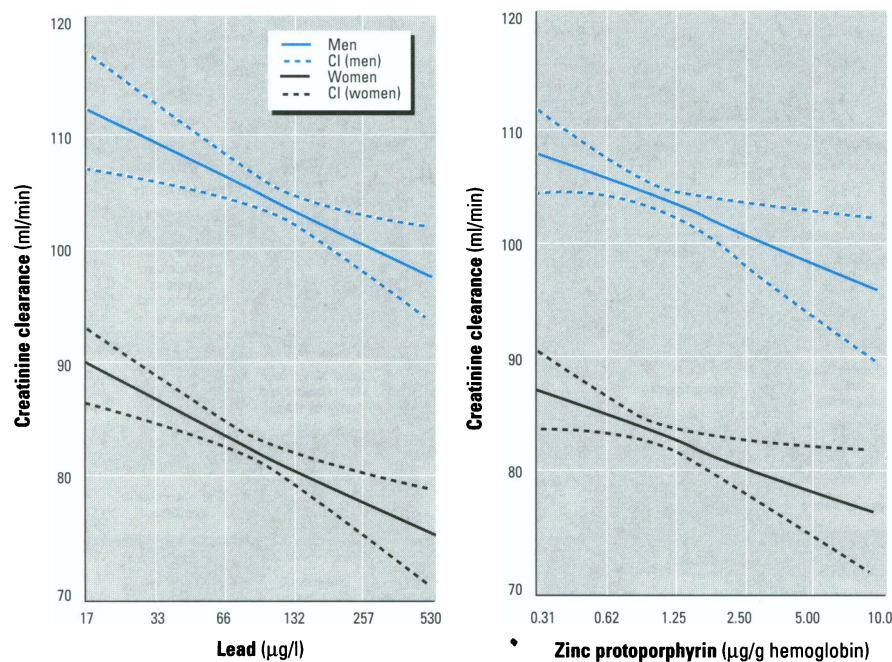 120
110
100
90
80
70
Creatinine clearance (ml/min)
Men
CI (men)
Women
CI (women)
17 33 66 132 257 530
Lead (µg/l)
120
110
100
90
80
70
Creatinine clearance (ml/min)
0.31 0.62 1.25 2.50 5.00 10.0
Zinc protoporphyrin (µg/g hemoglobin)